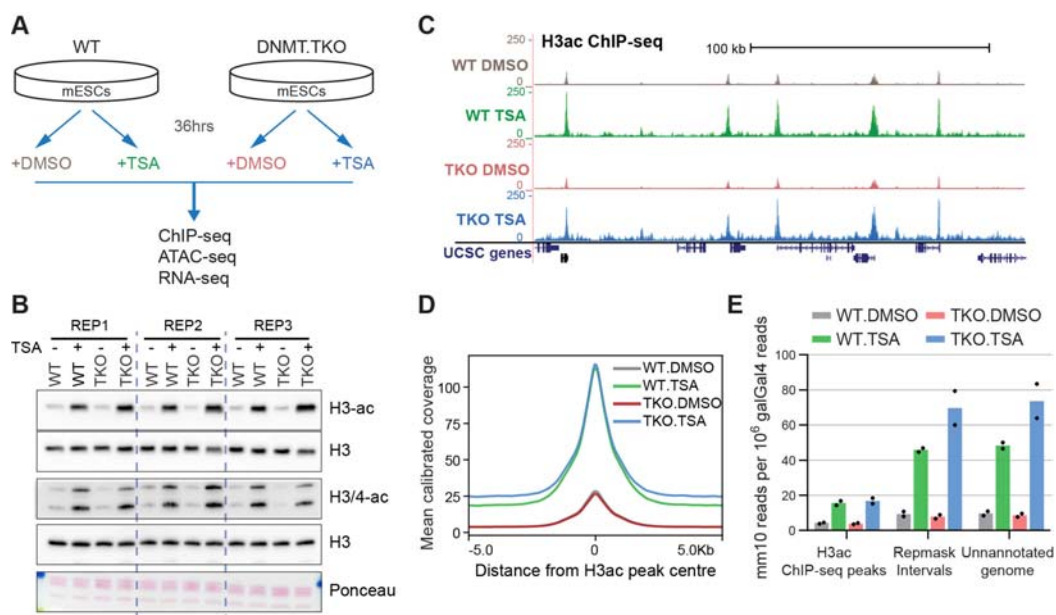 A
WT
DNMT.TKO
mESCs
mESCs
36hrs
+DMSO
+TSA
+DMSO
+TSA
ChIP-seq
ATAC-seq
RNA-seq
B
REP1 REP2 REP3
TSA - + - + - + - + - + - +
WT WT TKO TKO WT WT TKO TKO WT WT TKO TKO
H3-ac
H3
H3/4-ac
H3
Ponceau
C
250 H3ac ChIP-seq 100 kb
WT DMSO
0
250
WT TSA
0
250
TKO DMSO
0
250
TKO TSA
0
UCSC genes
D
WT.DMSO
WT.TSA
TKO.DMSO
TKO.TSA
Mean calibrated coverage
100
75
50
25
0
-5.0 0 5.0Kb
Distance from H3ac peak centre
E
WT.DMSO TKO.DMSO
WT.TSA TKO.TSA
mm10 reads per 10⁶ galGal4 reads
100
80
60
40
20
0
H3ac Repmask Unnannotated
ChIP-seq peaks Intervals genome